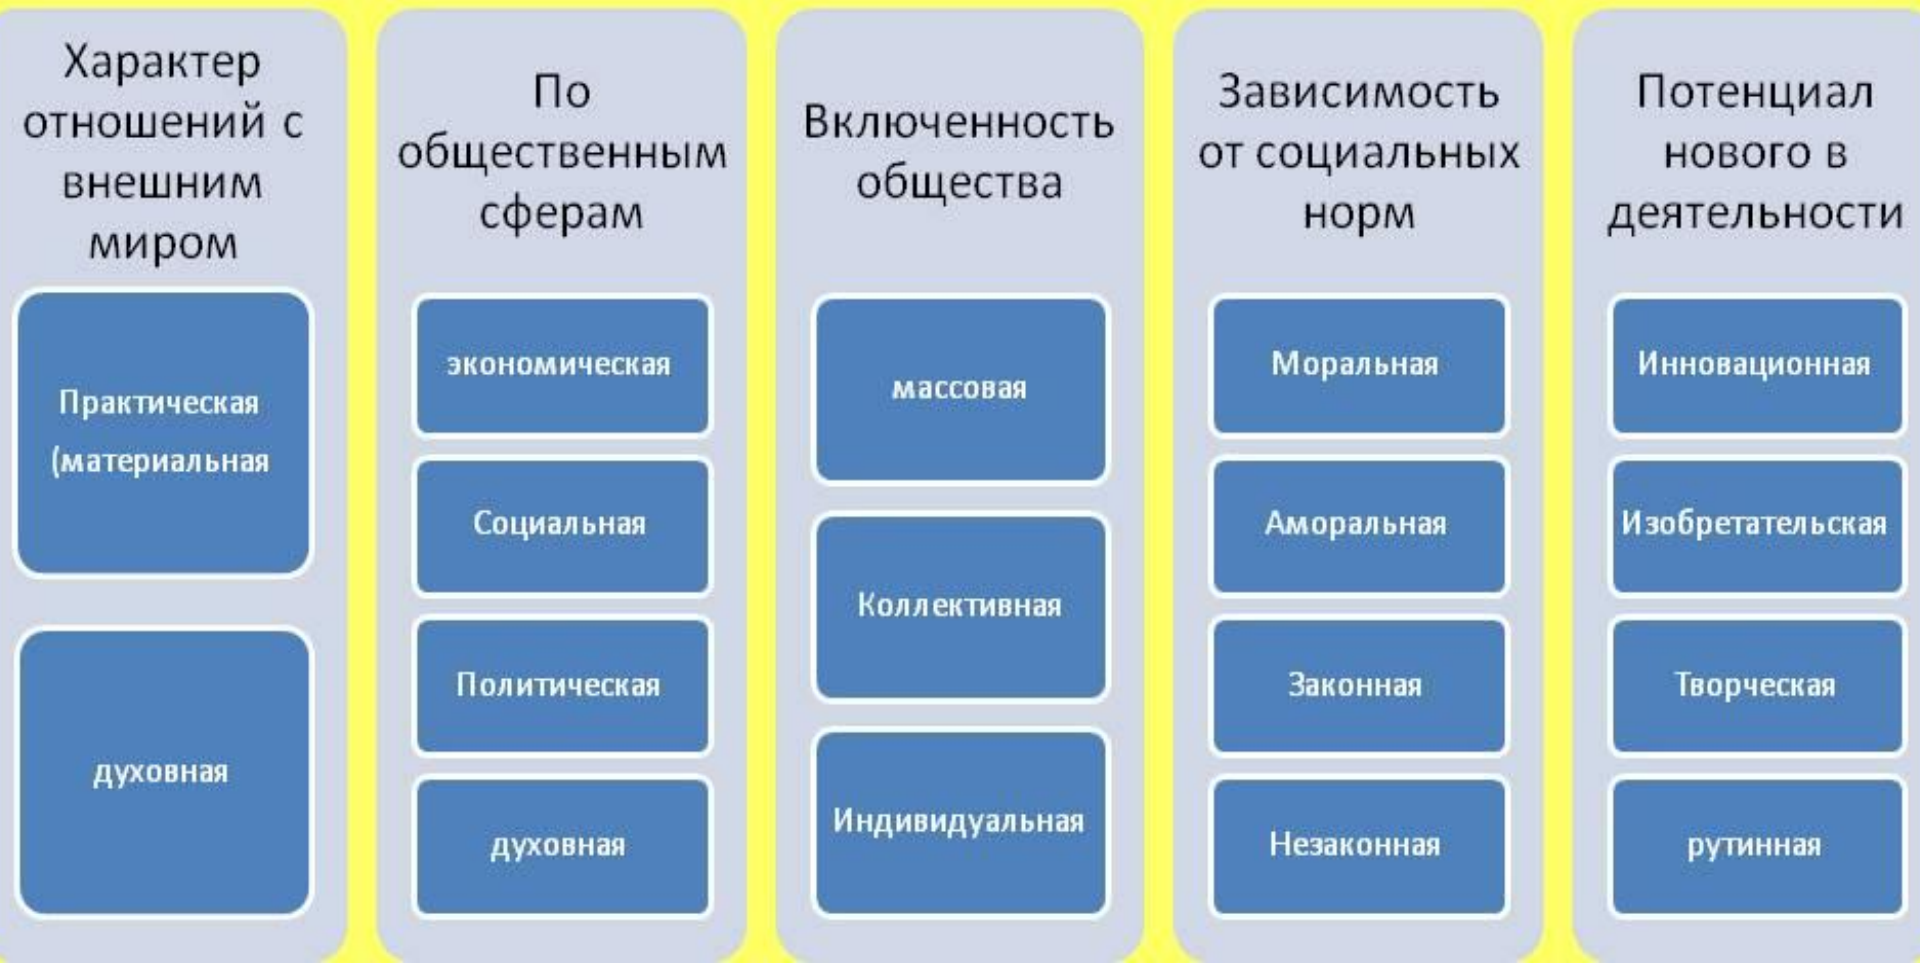 Характер
отношений с
внешним
миром
Практическая
(материальная
духовная
По
общественным
сферам
экономическая
Социальная
Политическая
духовная
Включенность
общества
массовая
Коллективная
Индивидуальная
Зависимость
от социальных
норм
Моральная
Аморальная
Законная
Незаконная
Потенциал
нового в
деятельности
Инновационная
Изобретательская
Творческая
рутинная